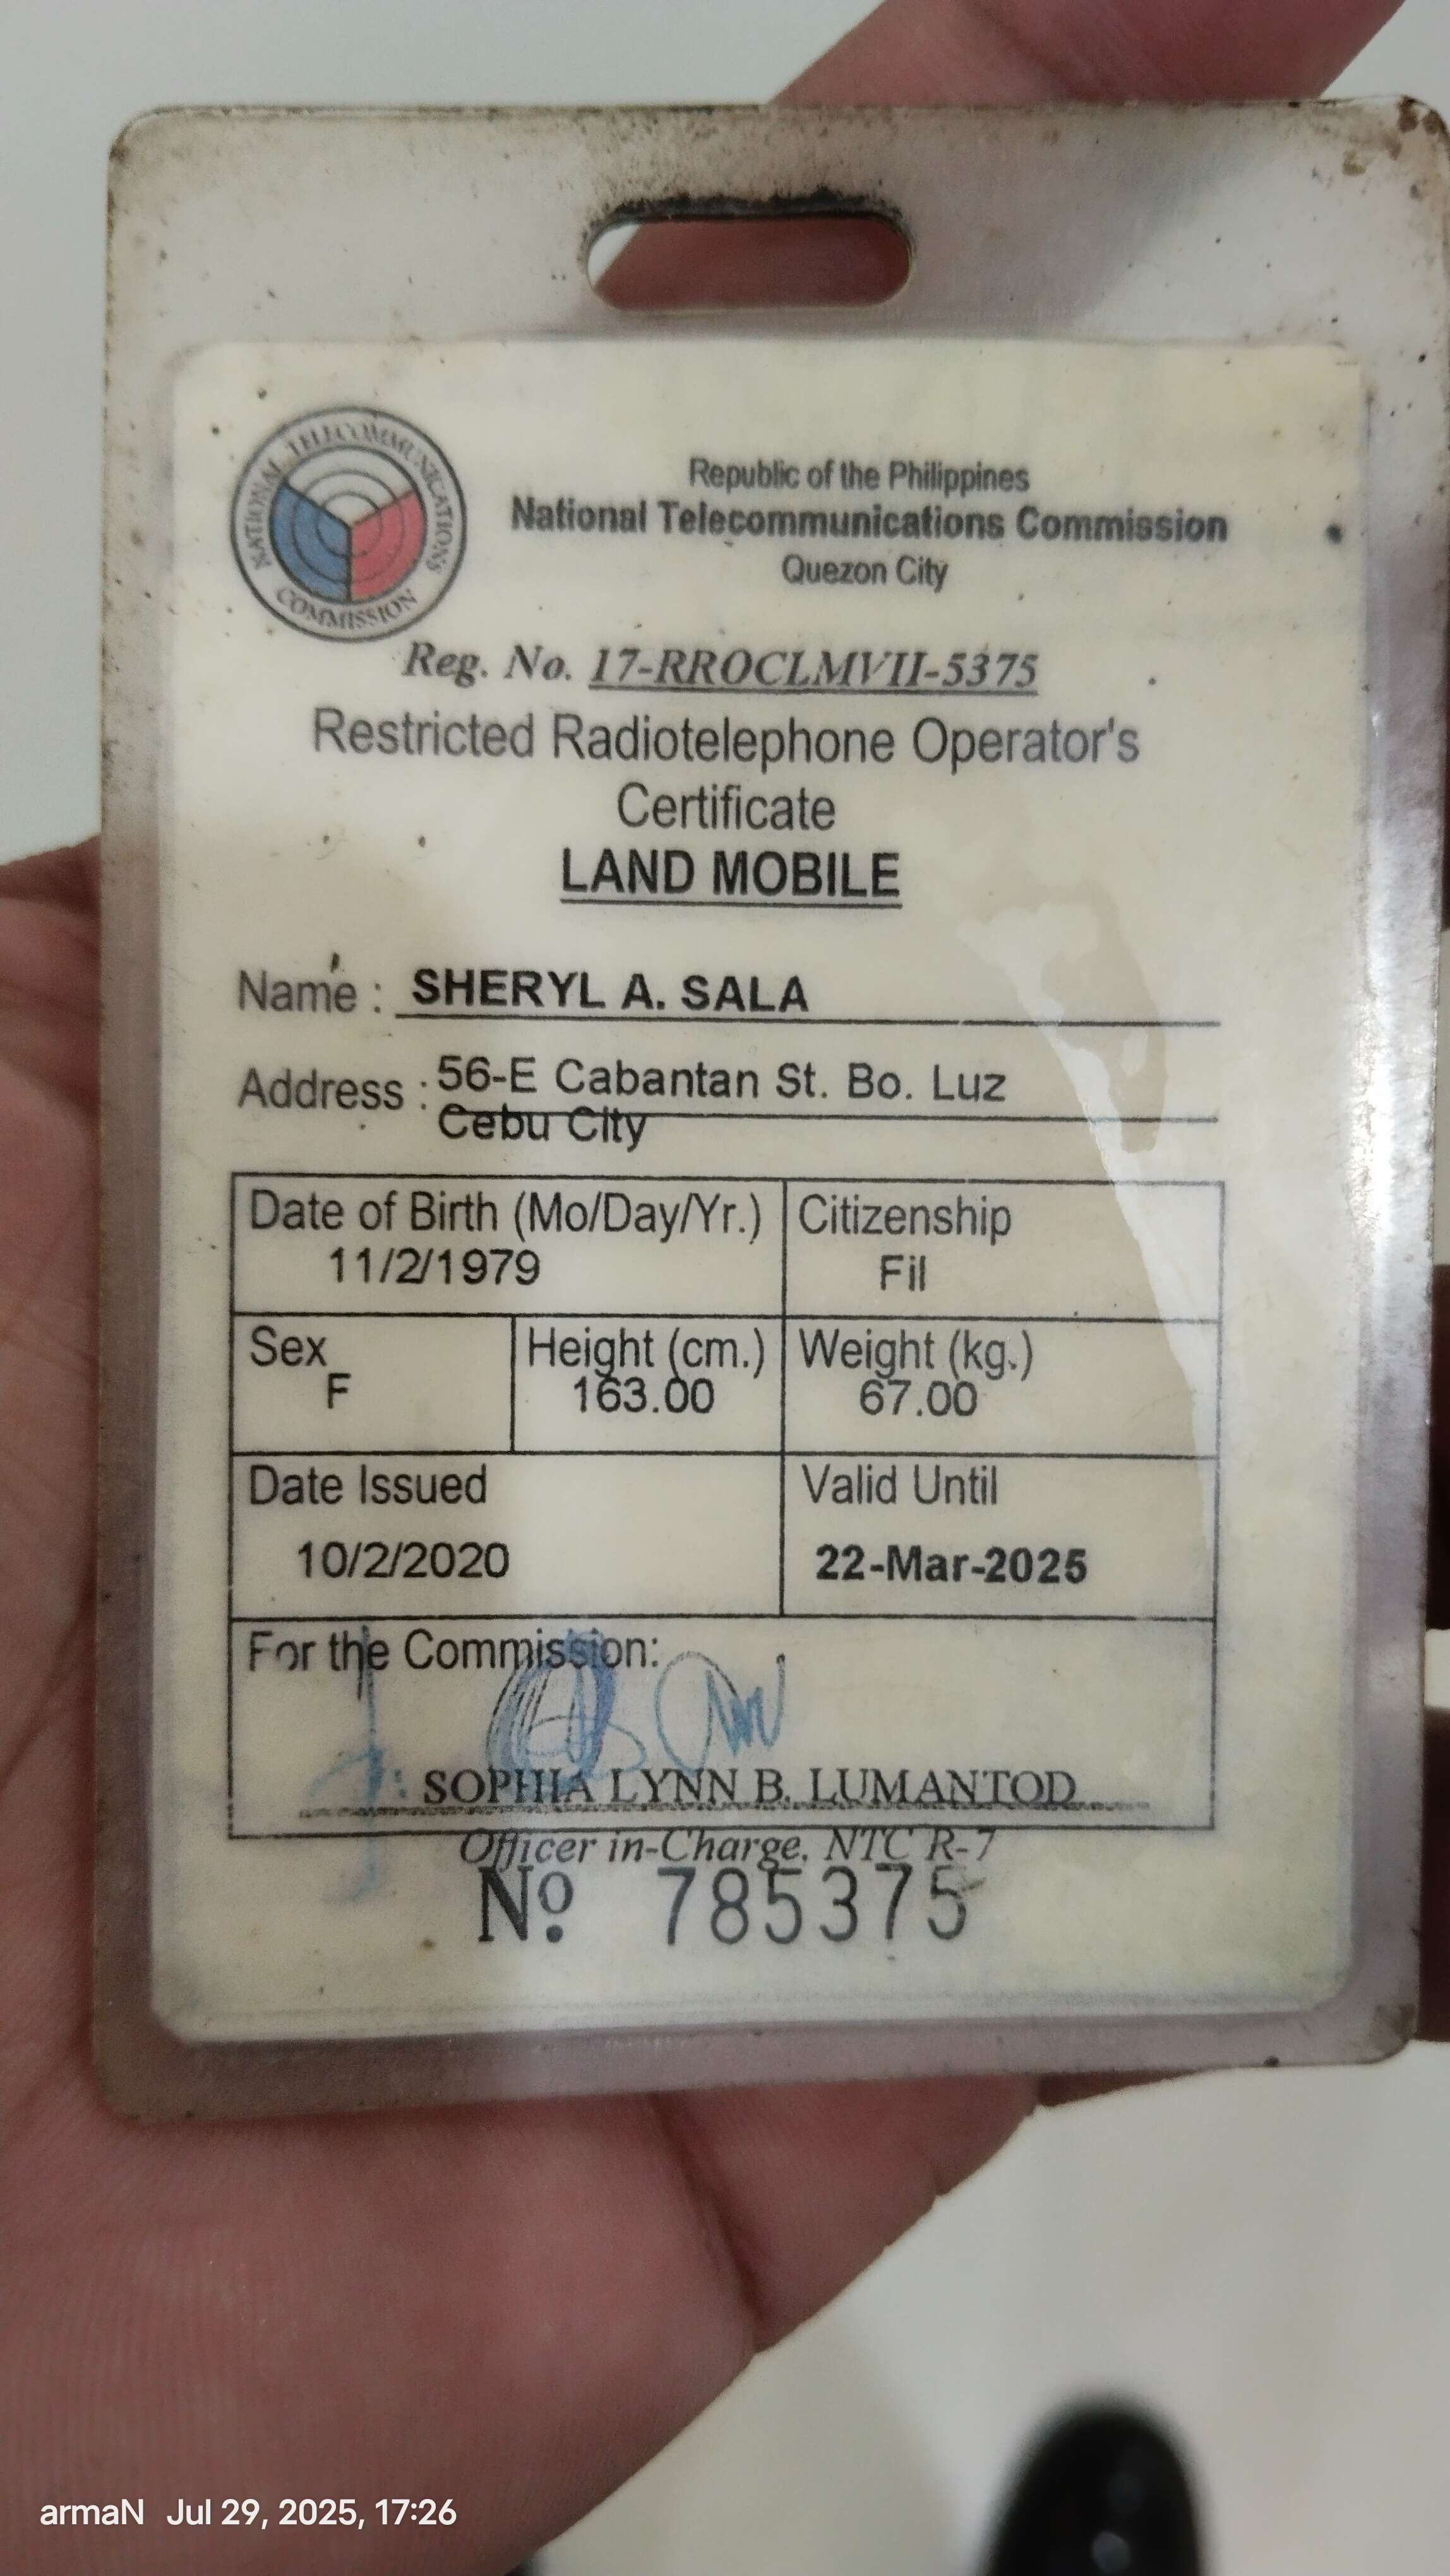 NATIONAL TELECOMMUNICATIONS COMMISSION
Republic of the Philippines
National Telecommunications Commission
Quezon City
Reg. No. 17-RROCLMVII-5375
Restricted Radiotelephone Operator's
Certificate
LAND MOBILE
Name : SHERYL A. SALA
Address : 56-E Cabantan St. Bo. Luz
Cebu City
Date of Birth (Mo/Day/Yr.) Citizenship
11/2/1979 Fil
Sex Height (cm.) Weight (kg.)
F 163.00 67.00
Date Issued Valid Until
10/2/2020 22-Mar-2025
For the Commission:
SOPHIA LYNN B. LUMANTOD
Officer in-Charge, NTC R-7
Nº 785375
armaN Jul 29, 2025, 17:26